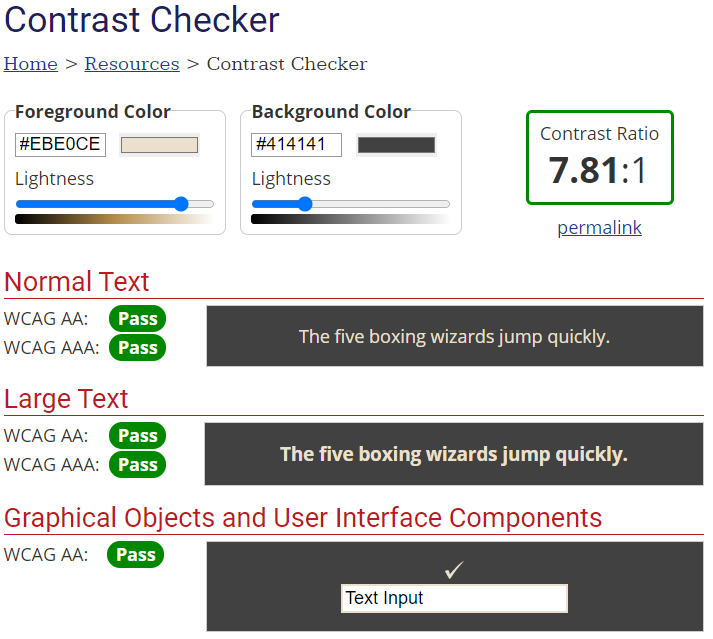 Contrast Checker
Home > Resources > Contrast Checker
Foreground Color
#EBE0CE
Lightness
Background Color
#414141
Lightness
Contrast Ratio
7.81:1
permalink
Normal Text
WCAG AA: Pass
WCAG AAA: Pass
The five boxing wizards jump quickly.
Large Text
WCAG AA: Pass
WCAG AAA: Pass
The five boxing wizards jump quickly.
Graphical Objects and User Interface Components
WCAG AA: Pass
✓
Text Input